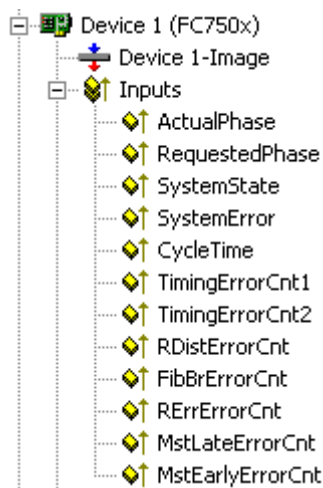 Device 1 (FC750x)
Device 1-Image
Inputs
ActualPhase
RequestedPhase
SystemState
SystemError
CycleTime
TimingErrorCnt1
TimingErrorCnt2
RDistErrorCnt
FibBrErrorCnt
RErrErrorCnt
MstLateErrorCnt
MstEarlyErrorCnt